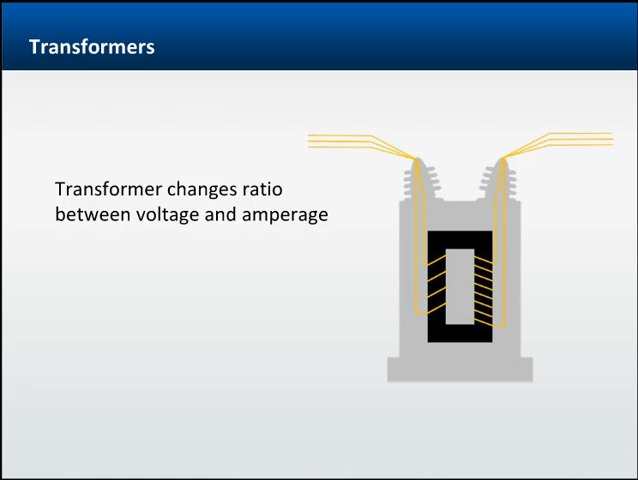 Transformers
Transformer changes ratio
between voltage and amperage